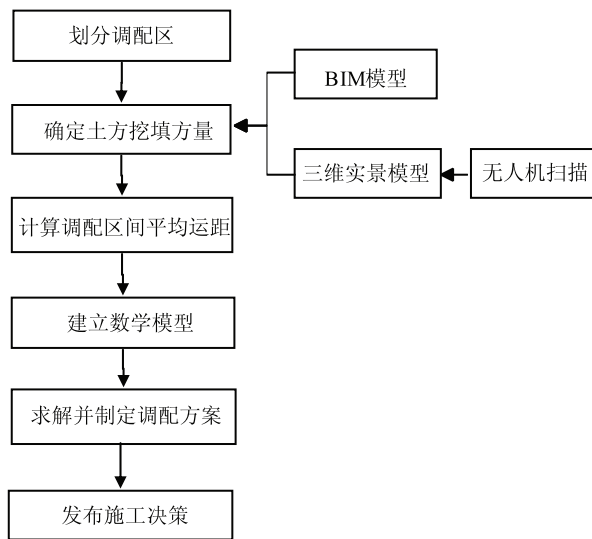 划分调配区
BIM模型
确定土方挖填方量
三维实景模型
无人机扫描
计算调配区间平均运距
建立数学模型
求解并制定调配方案
发布施工决策